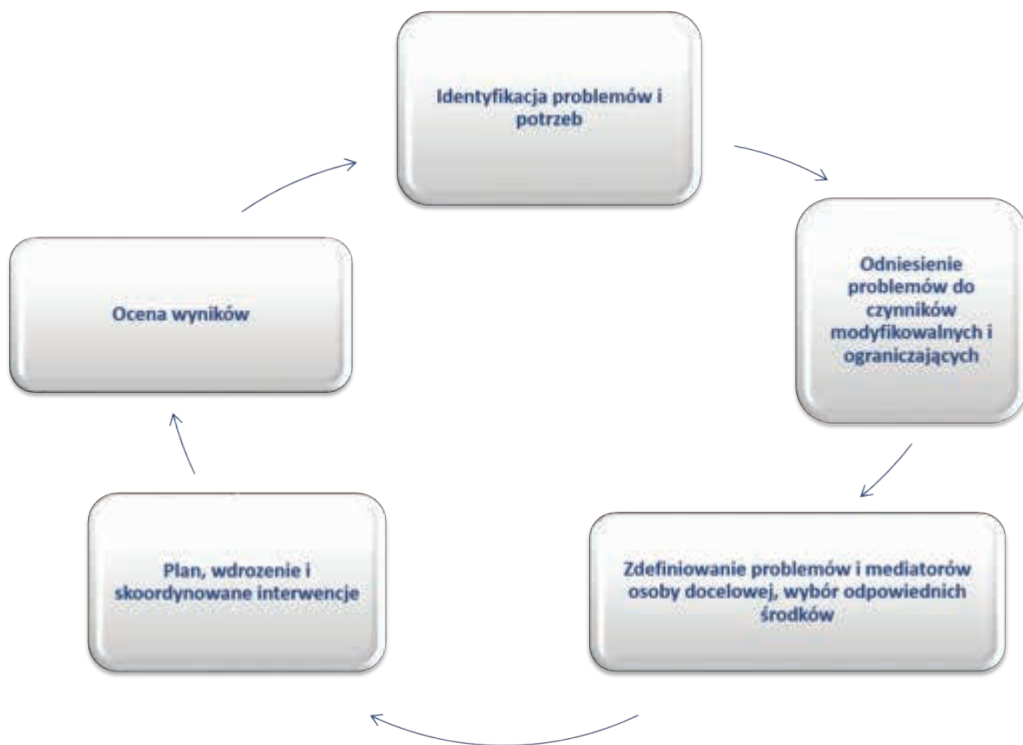 Identyfikacja problemów i
potrzeb
Odniesienie
problemów do
czynników
modyfikowalnych i
ograniczających
Zdefiniowanie problemów i mediatorów
osoby docelowej, wybór odpowiednich
środków
Plan, wdrozenie i
skoordynowane interwencje
Ocena wyników